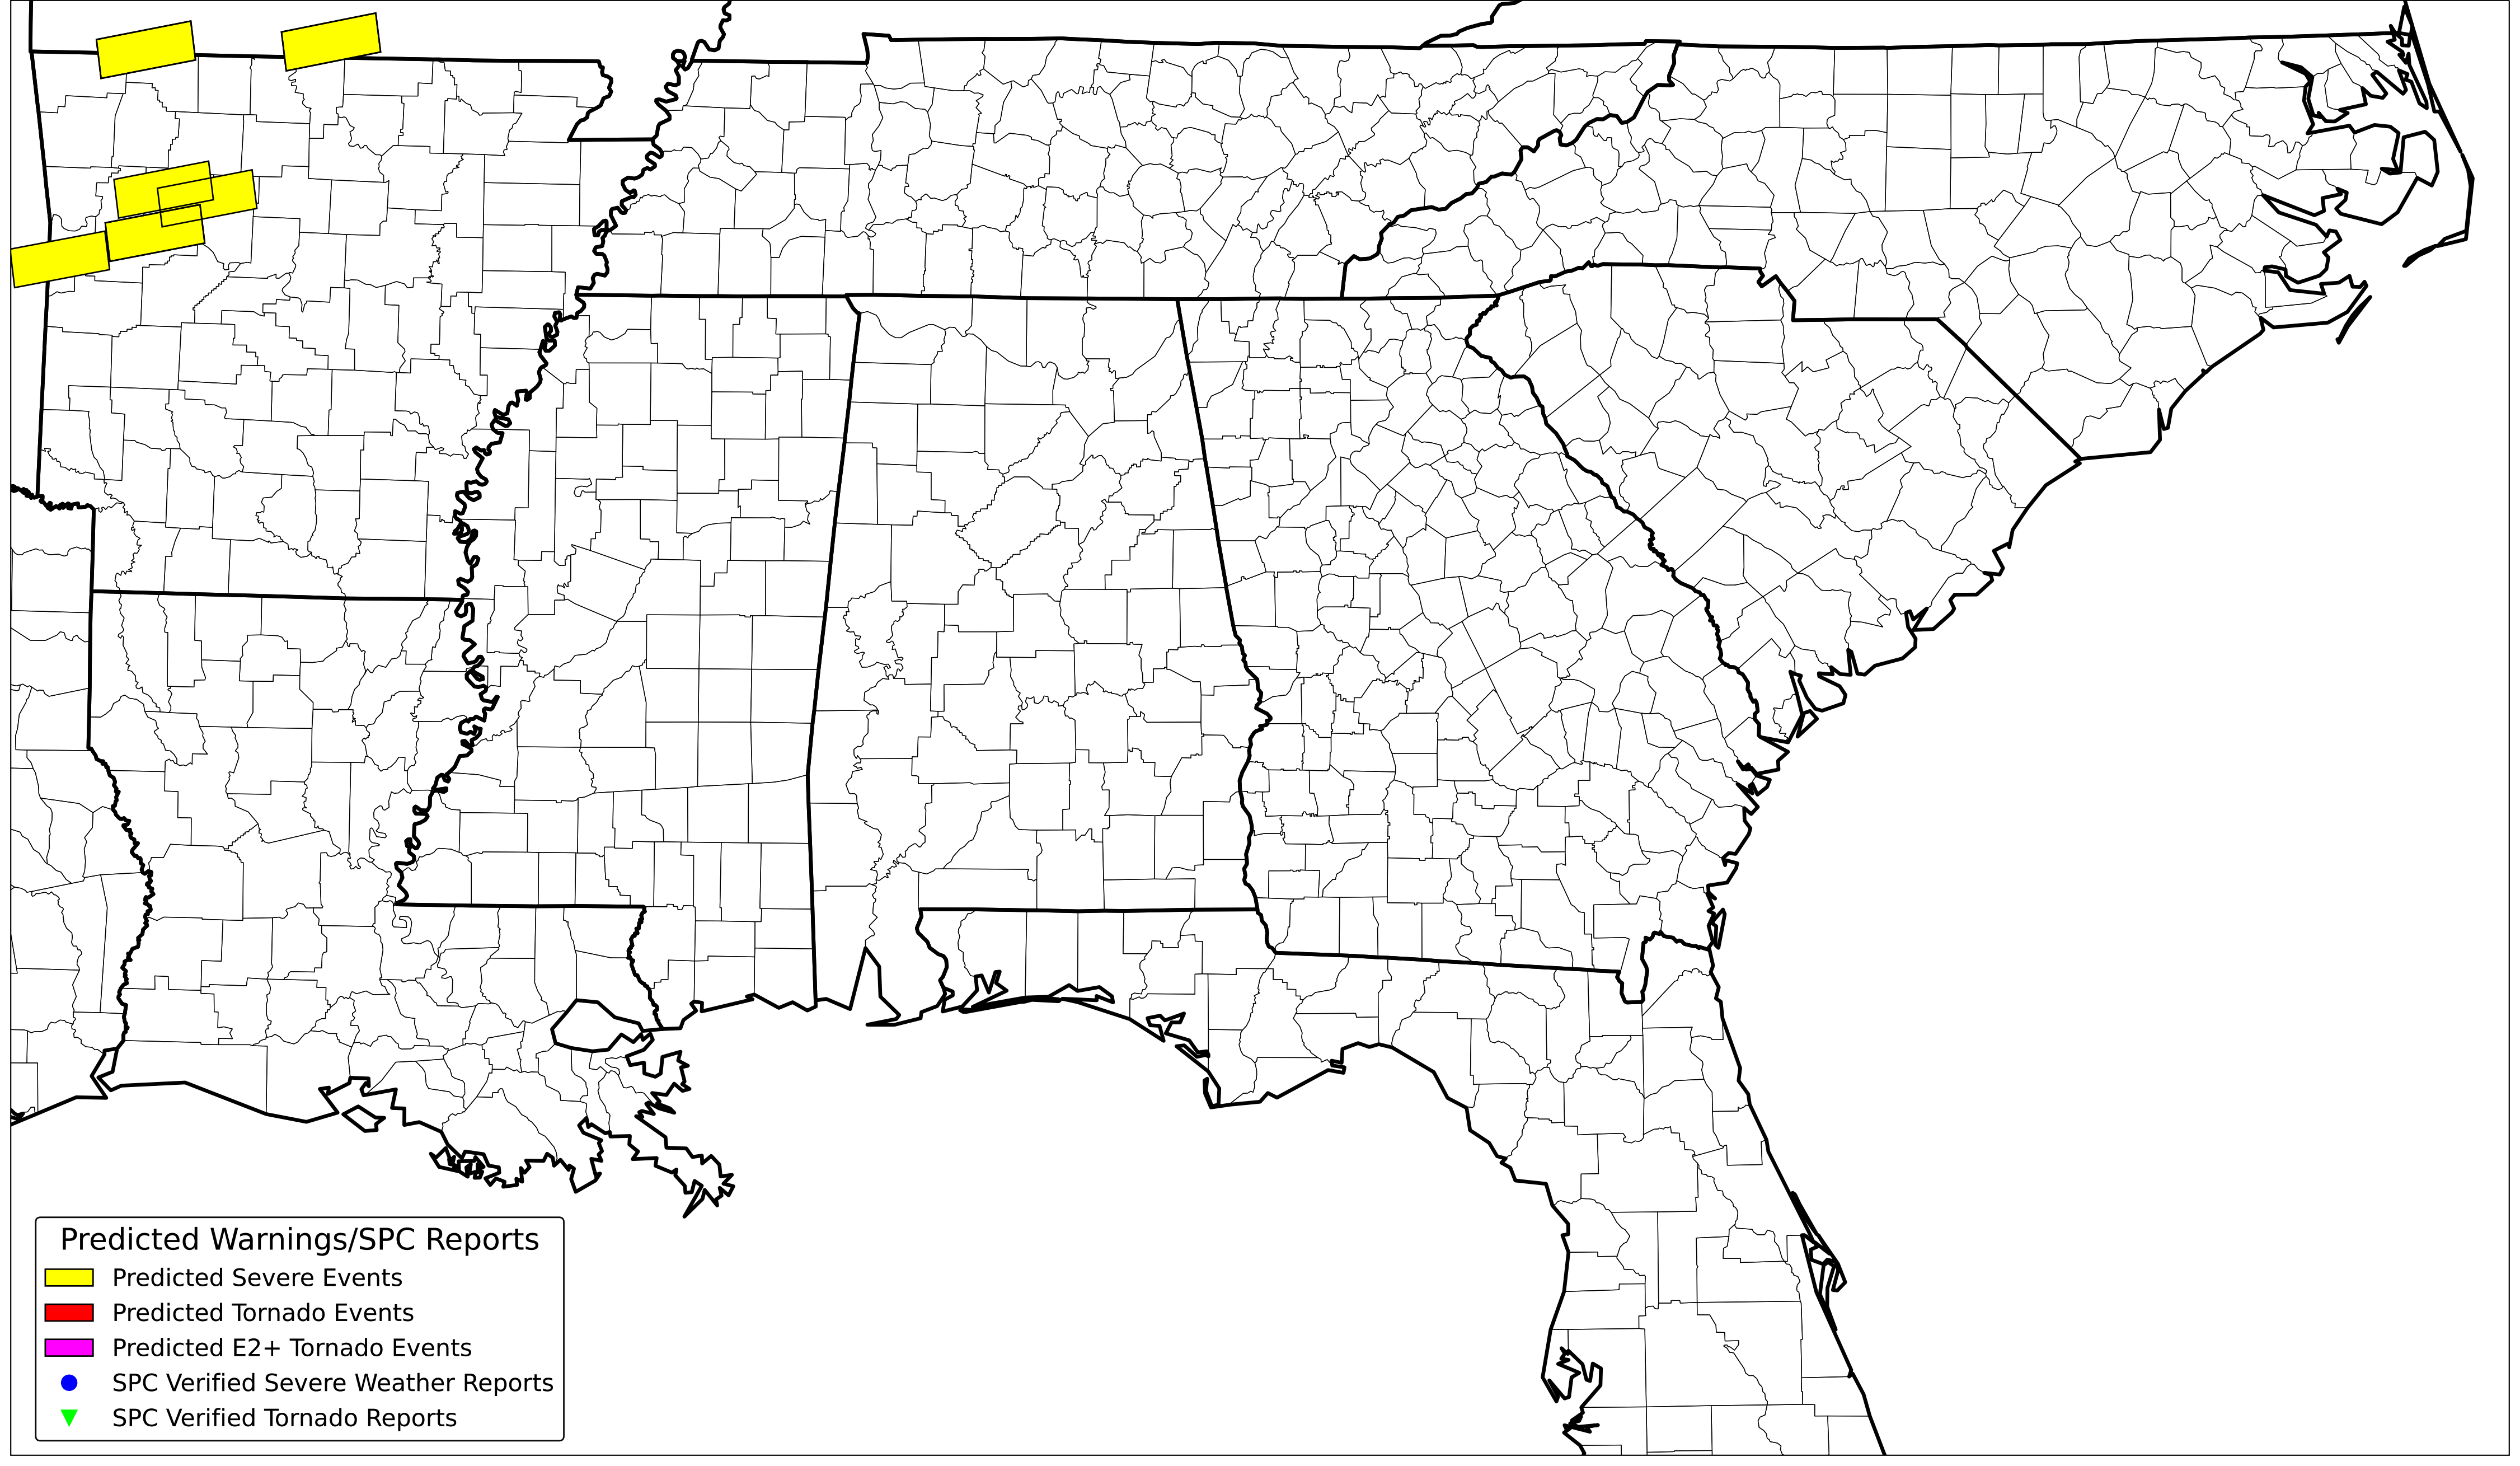 Predicted Warnings/SPC Reports
Predicted Severe Events
Predicted Tornado Events
Predicted E2+ Tornado Events
SPC Verified Severe Weather Reports
SPC Verified Tornado Reports